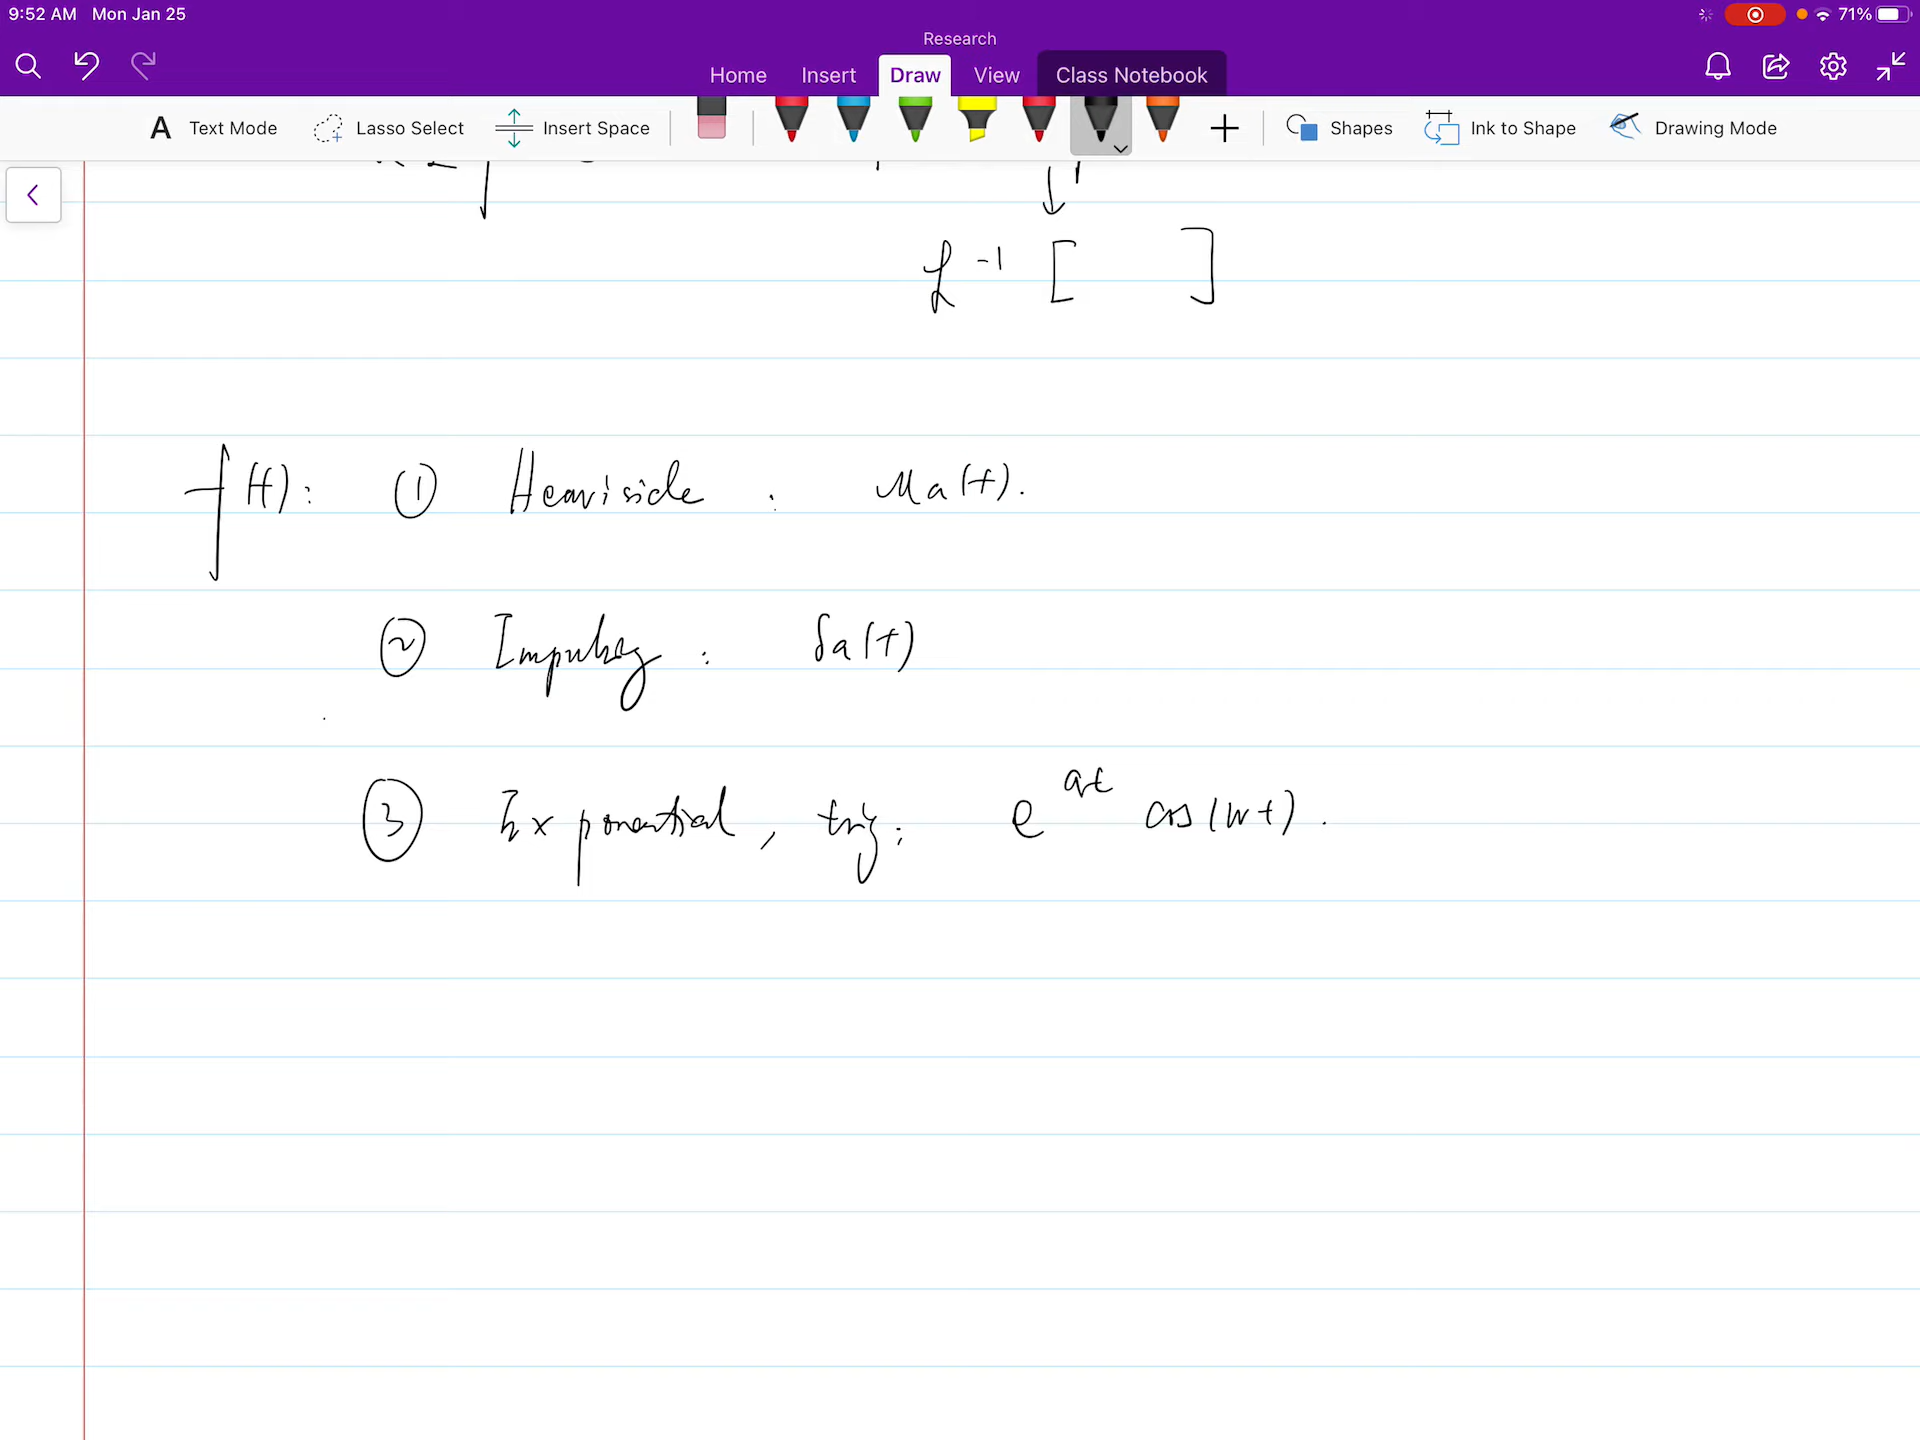 9:52 AM Mon Jan 25
71%
Research
Home Insert Draw View Class Notebook
A Text Mode Lasso Select Insert Space Shapes Ink to Shape Drawing Mode
ℒ⁻¹ [ ]
f(t): ① Heaviside : Ua(t).
② Impulse : δa(t)
③ Exponential, trig: e^{at} cos(wt).